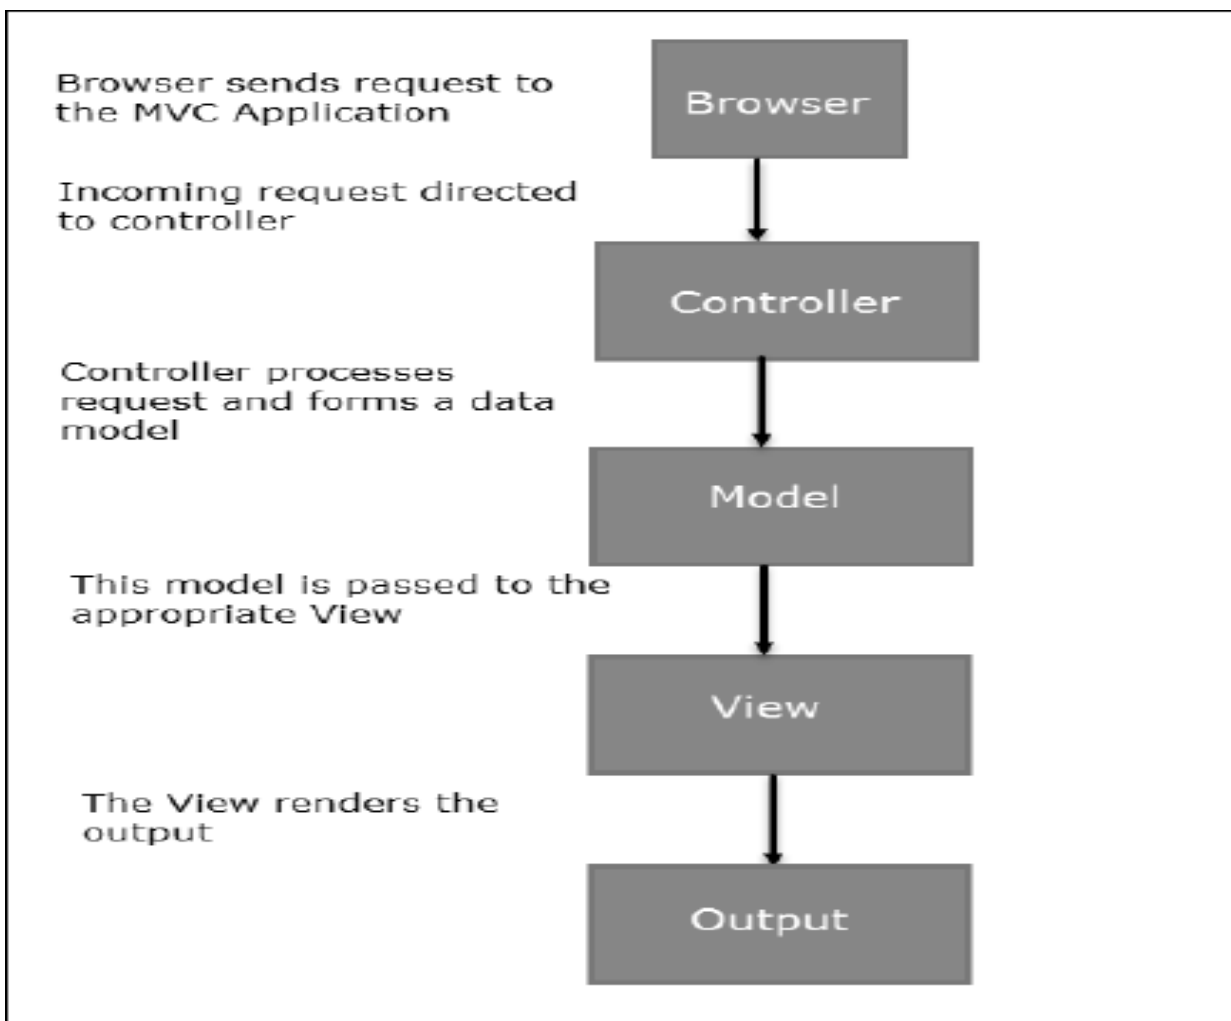 Browser sends request to
the MVC Application
Browser
Incoming request directed
to controller
Controller
Controller processes
request and forms a data
model
Model
This model is passed to the
appropriate View
View
The View renders the
output
Output